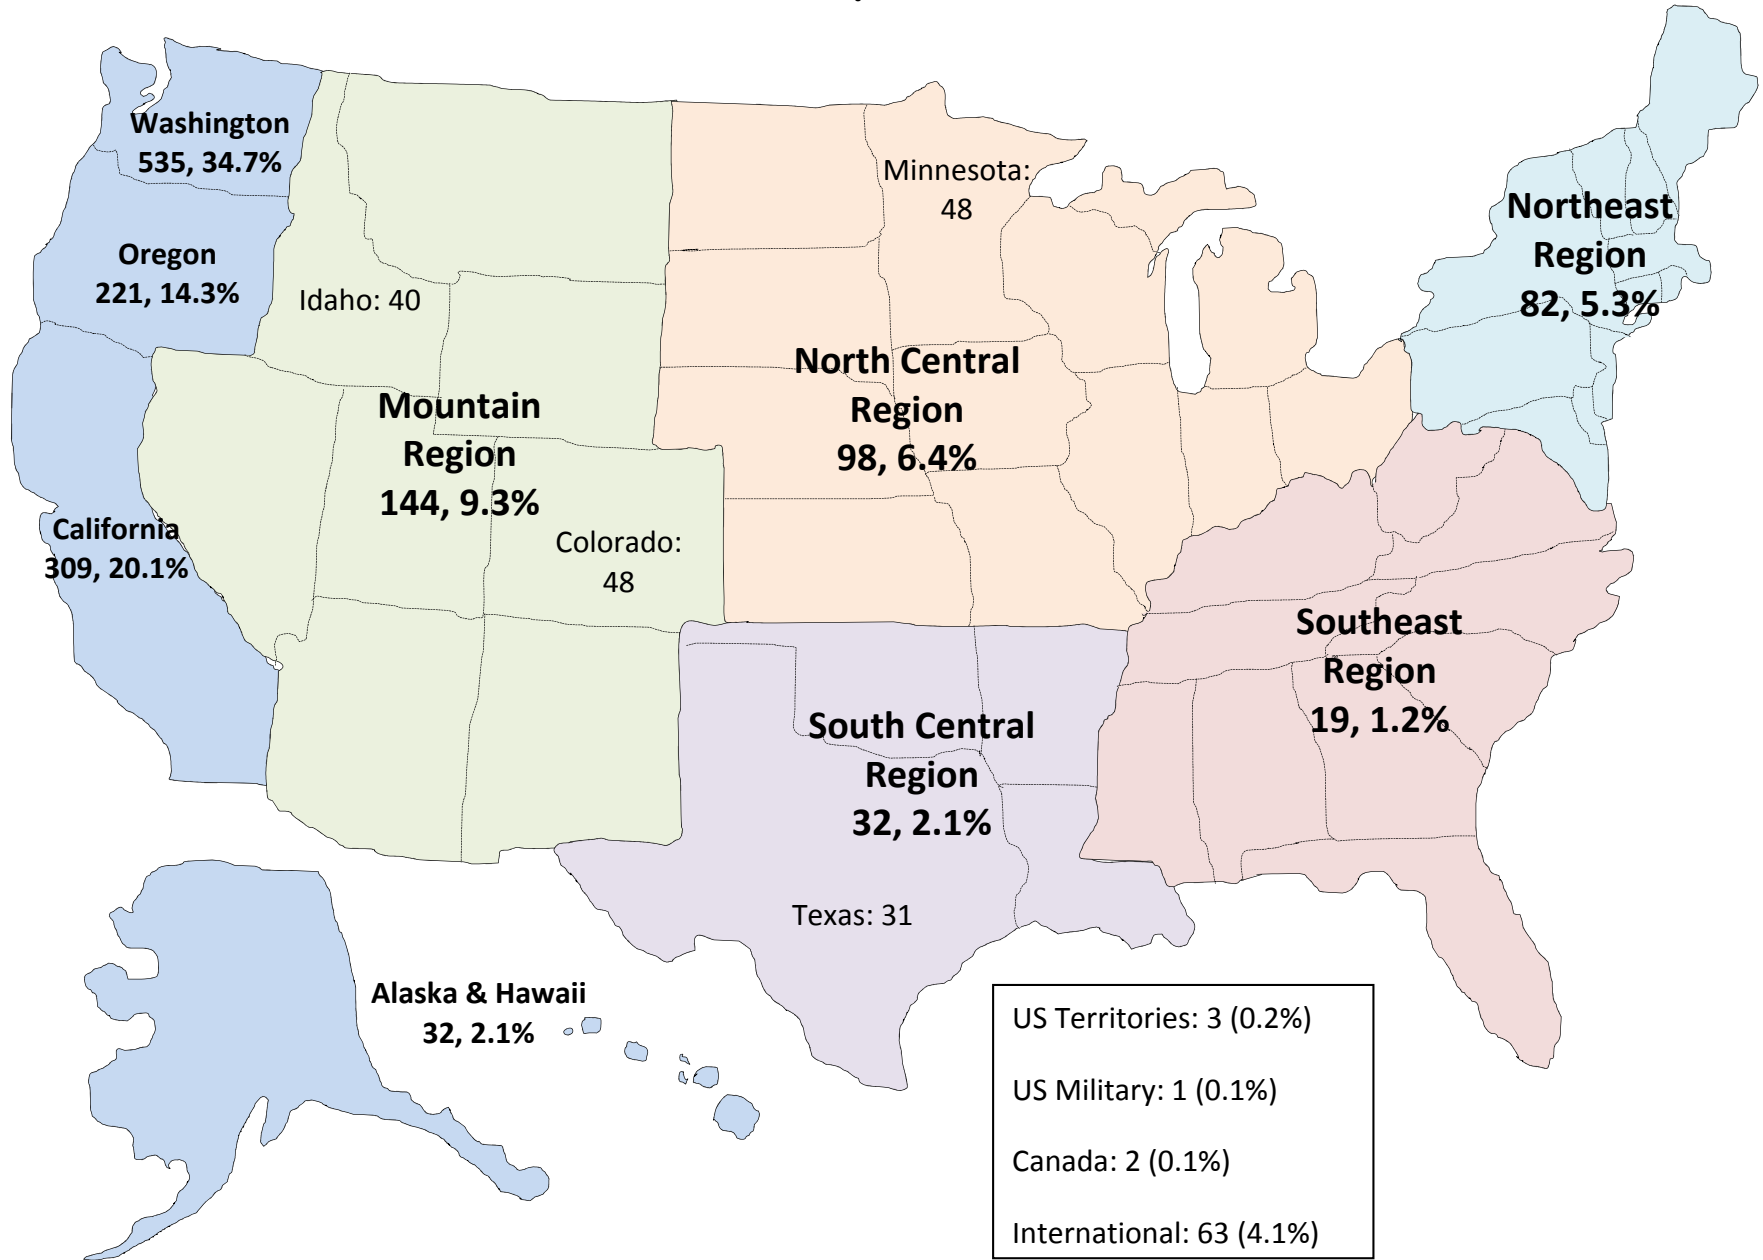 Washington
535, 34.7%
Minnesota:
48
Northeast
Region
82, 5.3%
Oregon
221, 14.3%
Idaho: 40
North Central
Region
98, 6.4%
Mountain
Region
144, 9.3%
California
309, 20.1%
Colorado:
48
Southeast
Region
19, 1.2%
South Central
Region
32, 2.1%
Texas: 31
Alaska & Hawaii
32, 2.1%
US Territories: 3 (0.2%)
US Military: 1 (0.1%)
Canada: 2 (0.1%)
International: 63 (4.1%)